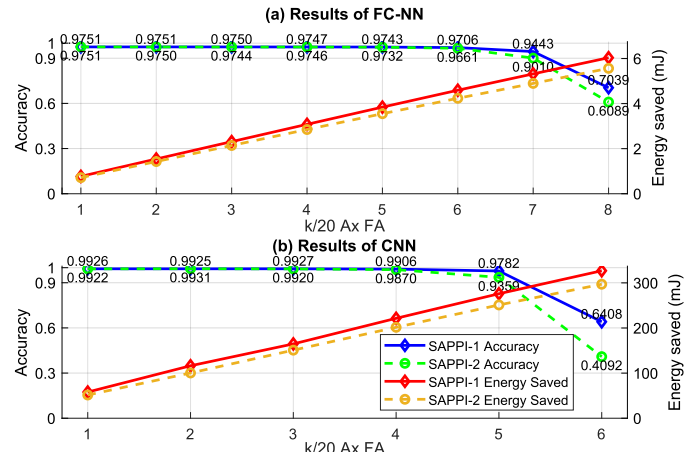 (a) Results of FC-NN
0.9751 0.9751 0.9750 0.9747 0.9743 0.9706 0.9443 0.7039
0.9751 0.9750 0.9744 0.9746 0.9732 0.9661 0.9010 0.6089
1
0.9
0.6
0.3
0
Accuracy
6
4
2
0
Energy saved (mJ)
1 2 3 4 5 6 7 8
k/20 Ax FA
(b) Results of CNN
0.9926 0.9925 0.9927 0.9906 0.9782 0.6408
0.9922 0.9931 0.9920 0.9870 0.9359 0.4092
1
0.9
0.6
0.3
0
Accuracy
300
200
100
0
Energy saved (mJ)
SAPPI-1 Accuracy
SAPPI-2 Accuracy
SAPPI-1 Energy Saved
SAPPI-2 Energy Saved
1 2 3 4 5 6
k/20 Ax FA